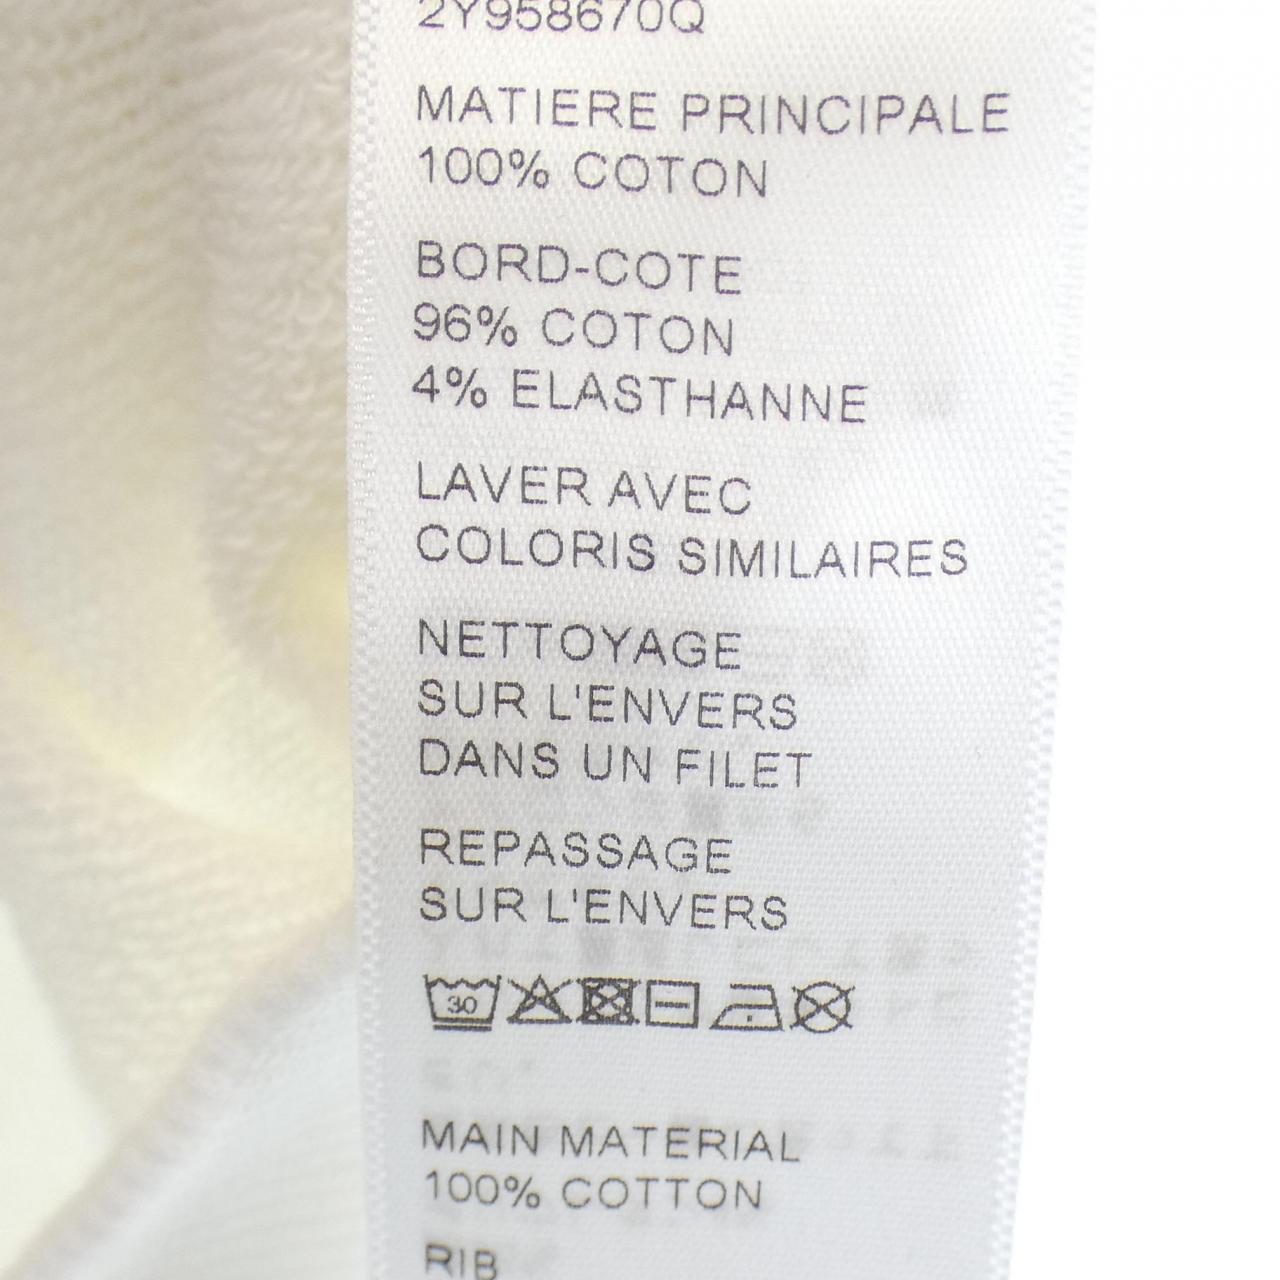 2Y958670Q
MATIERE PRINCIPALE
100% COTON
BORD-COTE
96% COTON
4% ELASTHANNE
LAVER AVEC
COLORIS SIMILAIRES
NETTOYAGE
SUR L'ENVERS
DANS UN FILET
REPASSAGE
SUR L'ENVERS
30
MAIN MATERIAL
100% COTTON
RIB